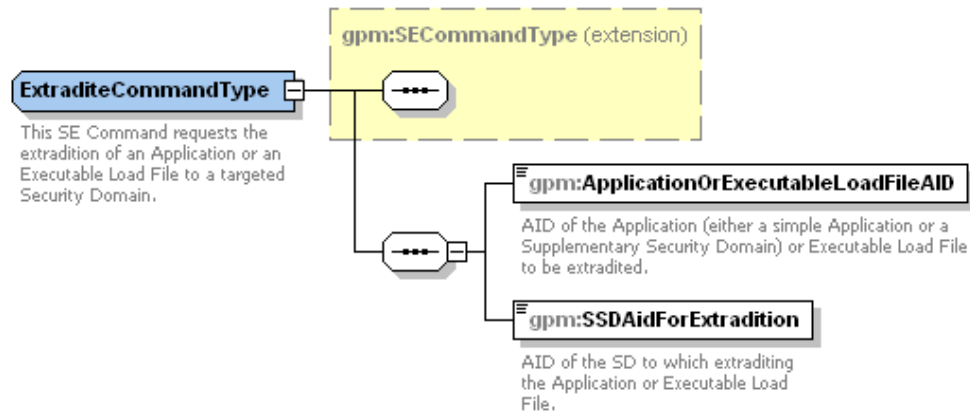 gpm:SECommandType (extension)
ExtraditeCommandType
This SE Command requests the
extradition of an Application or an
Executable Load File to a targeted
Security Domain.
gpm:ApplicationOrExecutableLoadFileAID
AID of the Application (either a simple Application or a
Supplementary Security Domain) or Executable Load File
to be extradited.
gpm:SSDAidForExtradition
AID of the SD to which extraditing
the Application or Executable Load
File.